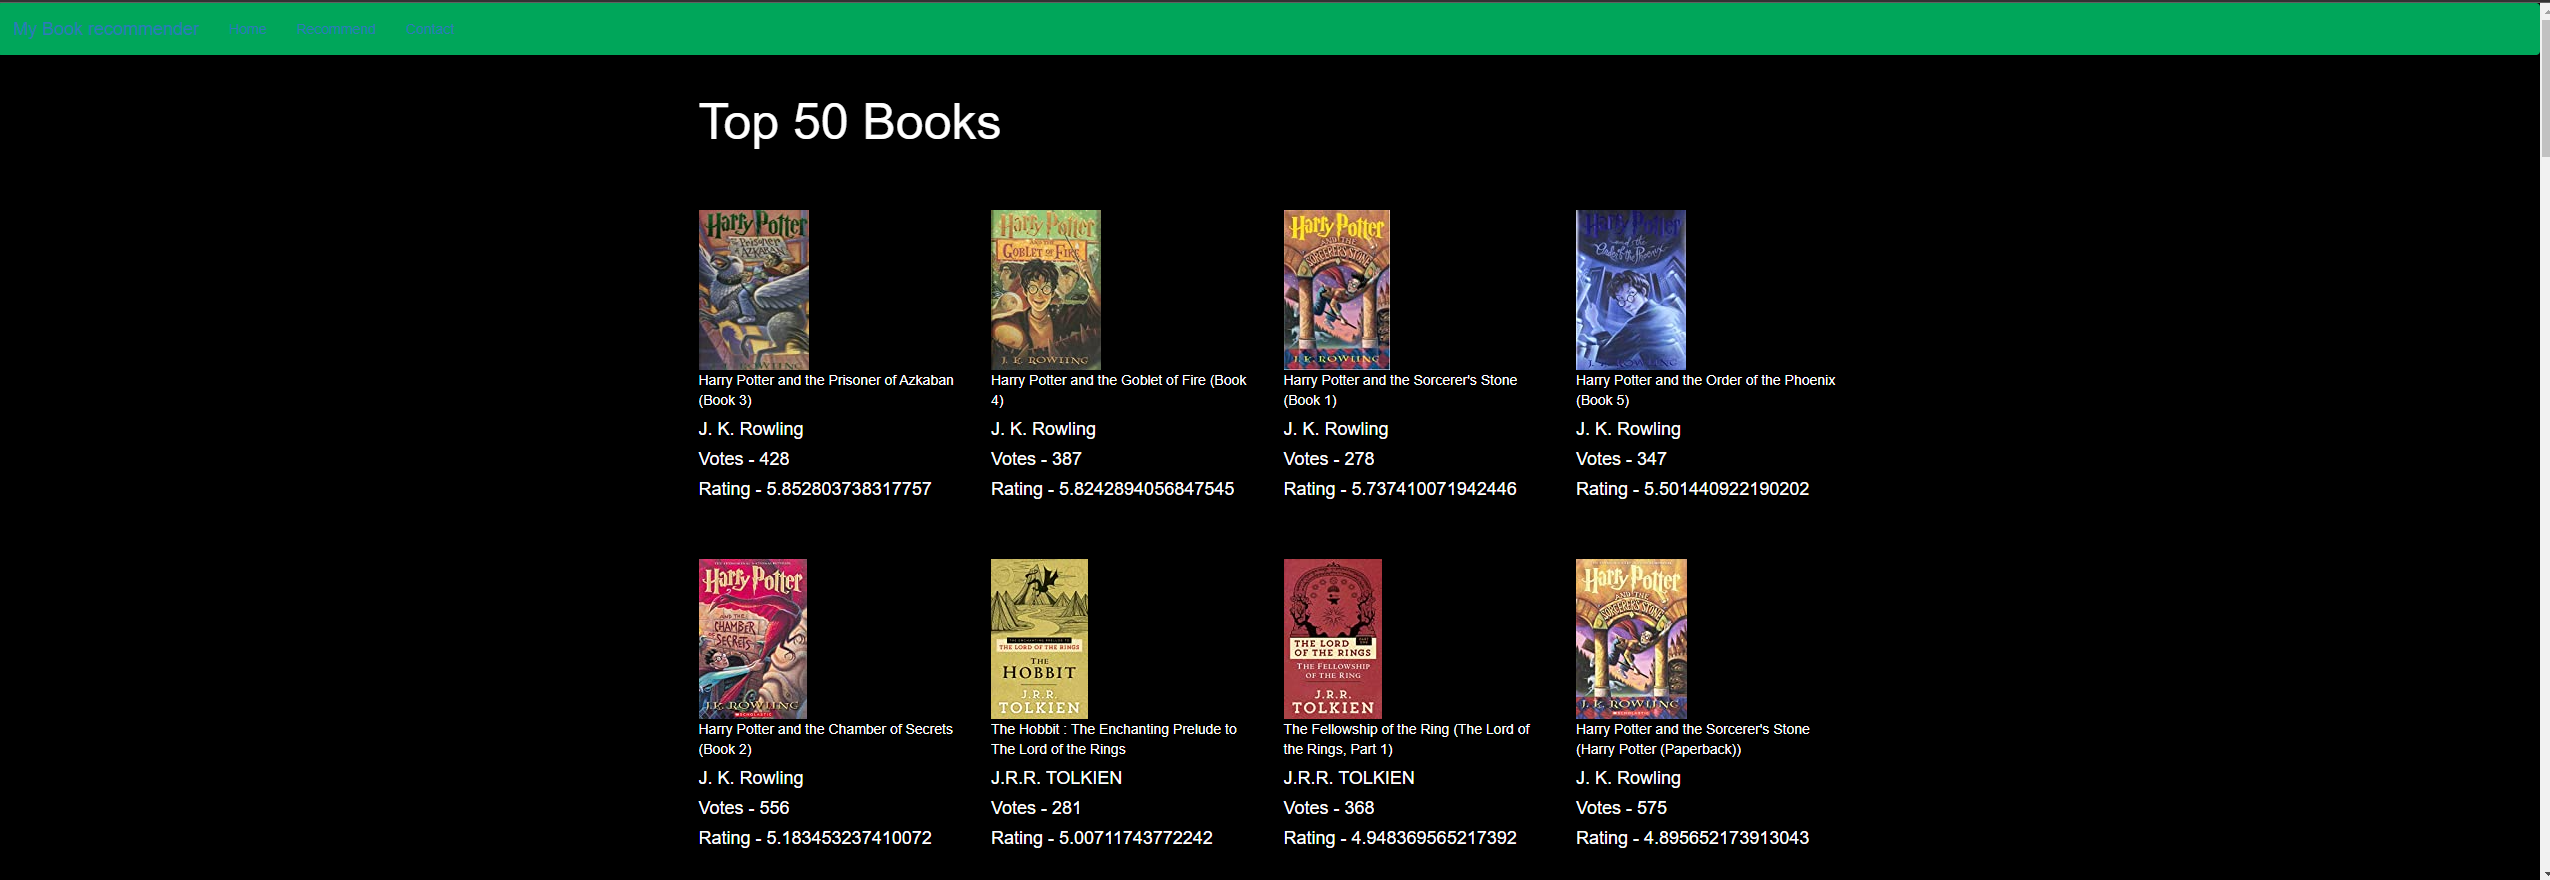 My Book recommender Home Recommend Contact
Top 50 Books
Harry Potter and the Prisoner of Azkaban
(Book 3)
J. K. Rowling
Votes - 428
Rating - 5.852803738317757
Harry Potter
AND THE
GOBLET OF FIRE
J. K. ROWLING
Harry Potter and the Goblet of Fire (Book
4)
J. K. Rowling
Votes - 387
Rating - 5.8242894056847545
Harry Potter
AND THE
SORCERER'S STONE
J. K. ROWLING
Harry Potter and the Sorcerer's Stone
(Book 1)
J. K. Rowling
Votes - 278
Rating - 5.737410071942446
Harry Potter
and the
Order of the Phoenix
Harry Potter and the Order of the Phoenix
(Book 5)
J. K. Rowling
Votes - 347
Rating - 5.501440922190202
Harry Potter
AND THE
CHAMBER
OF SECRETS
J. K. ROWLING
SCHOLASTIC
Harry Potter and the Chamber of Secrets
(Book 2)
J. K. Rowling
Votes - 556
Rating - 5.183453237410072
THE ENCHANTING PRELUDE TO
THE LORD OF THE RINGS
THE
HOBBIT
J.R.R.
TOLKIEN
The Hobbit : The Enchanting Prelude to
The Lord of the Rings
J.R.R. TOLKIEN
Votes - 281
Rating - 5.00711743772242
THE LORD
OF THE RINGS
PART ONE
THE FELLOWSHIP
OF THE RING
J.R.R.
TOLKIEN
The Fellowship of the Ring (The Lord of
the Rings, Part 1)
J.R.R. TOLKIEN
Votes - 368
Rating - 4.948369565217392
Harry Potter
AND THE
SORCERER'S STONE
J. K. ROWLING
SCHOLASTIC
Harry Potter and the Sorcerer's Stone
(Harry Potter (Paperback))
J. K. Rowling
Votes - 575
Rating - 4.895652173913043